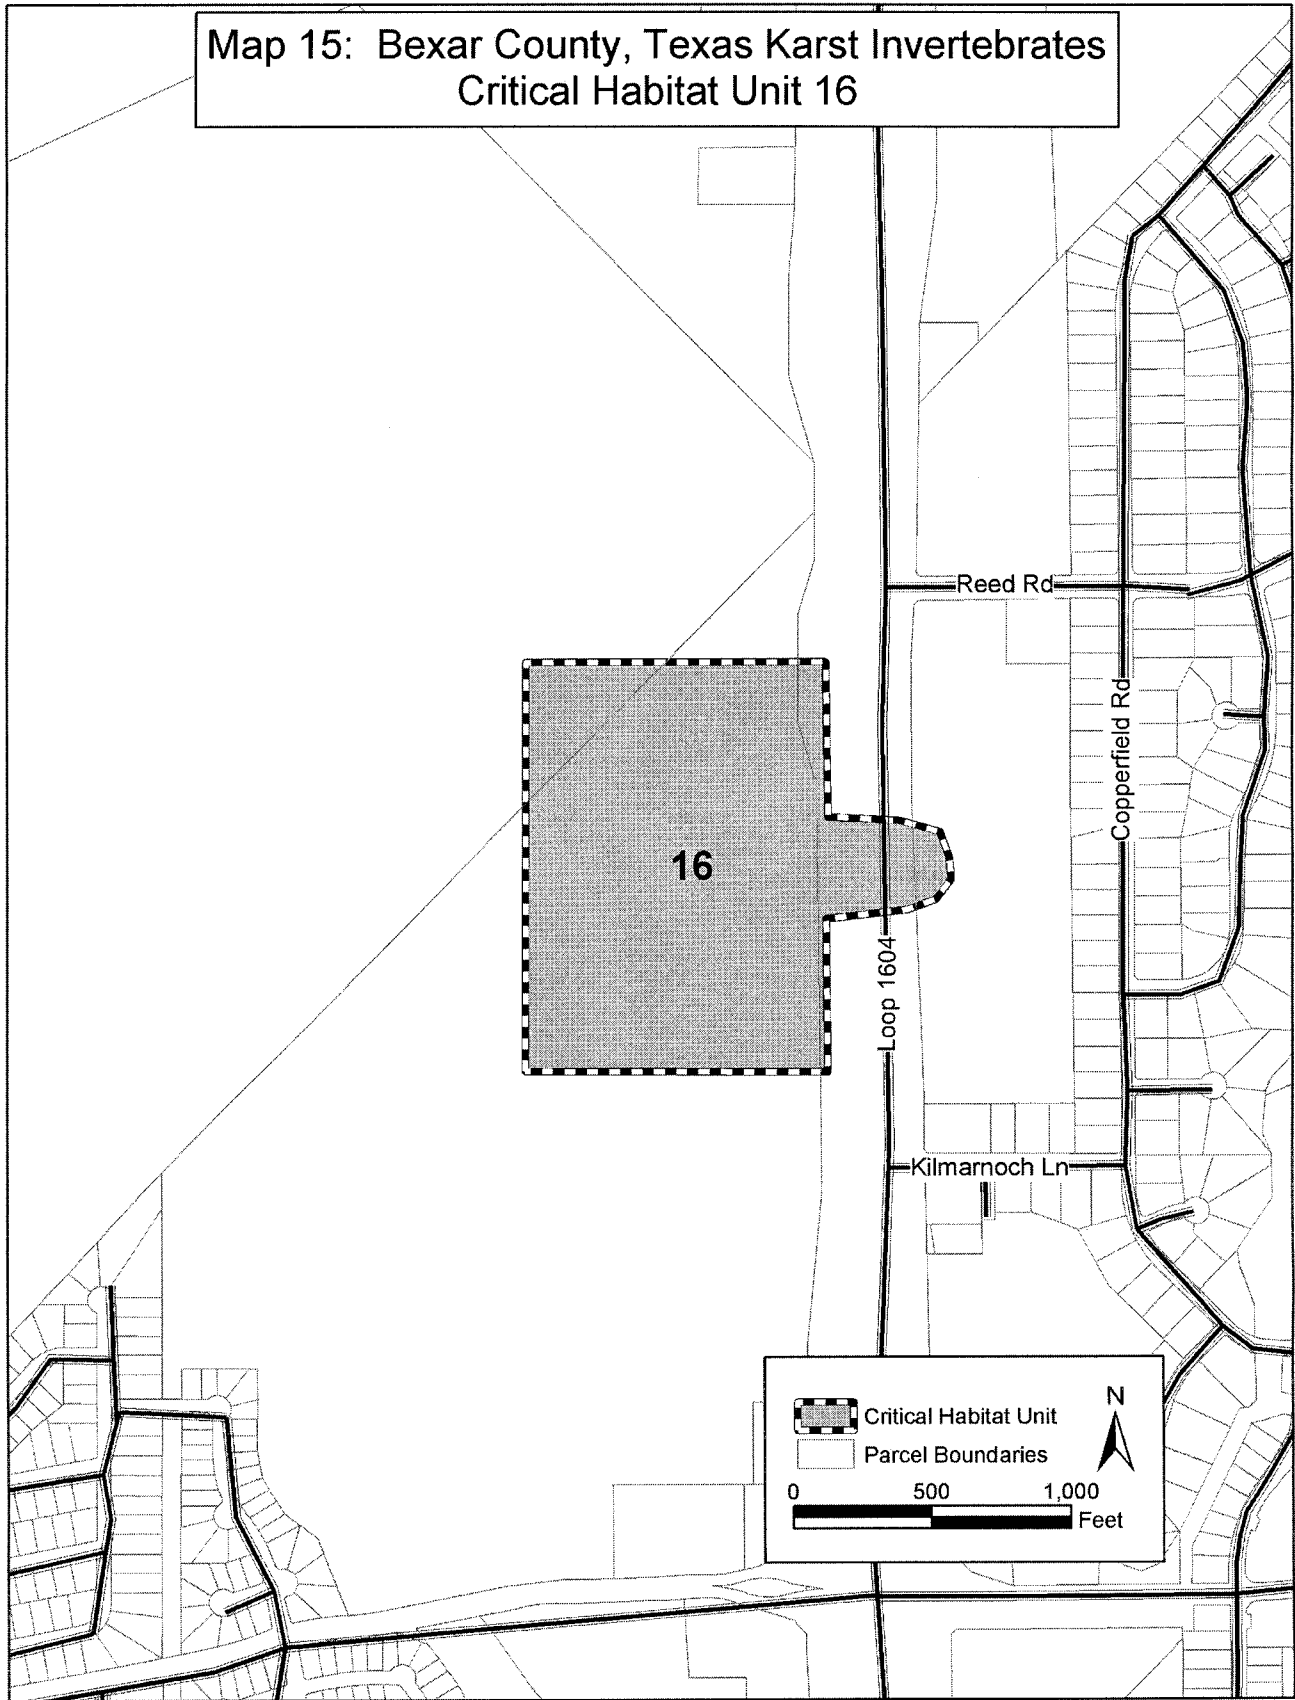 Map 15: Bexar County, Texas Karst Invertebrates
Critical Habitat Unit 16
Reed Rd
Copperfield Rd
16
Loop 1604
Kilmarnoch Ln
Critical Habitat Unit
N
Parcel Boundaries
0 500 1,000
Feet